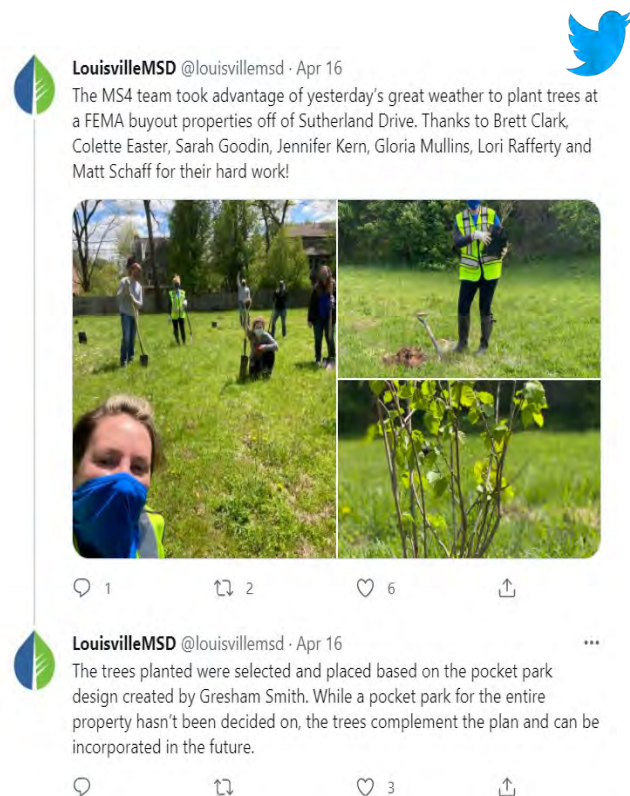 LouisvilleMSD @louisvillemsd · Apr 16
The MS4 team took advantage of yesterday's great weather to plant trees at
a FEMA buyout properties off of Sutherland Drive. Thanks to Brett Clark,
Colette Easter, Sarah Goodin, Jennifer Kern, Gloria Mullins, Lori Rafferty and
Matt Schaff for their hard work!
1 2 6
LouisvilleMSD @louisvillemsd · Apr 16
The trees planted were selected and placed based on the pocket park
design created by Gresham Smith. While a pocket park for the entire
property hasn't been decided on, the trees complement the plan and can be
incorporated in the future.
3